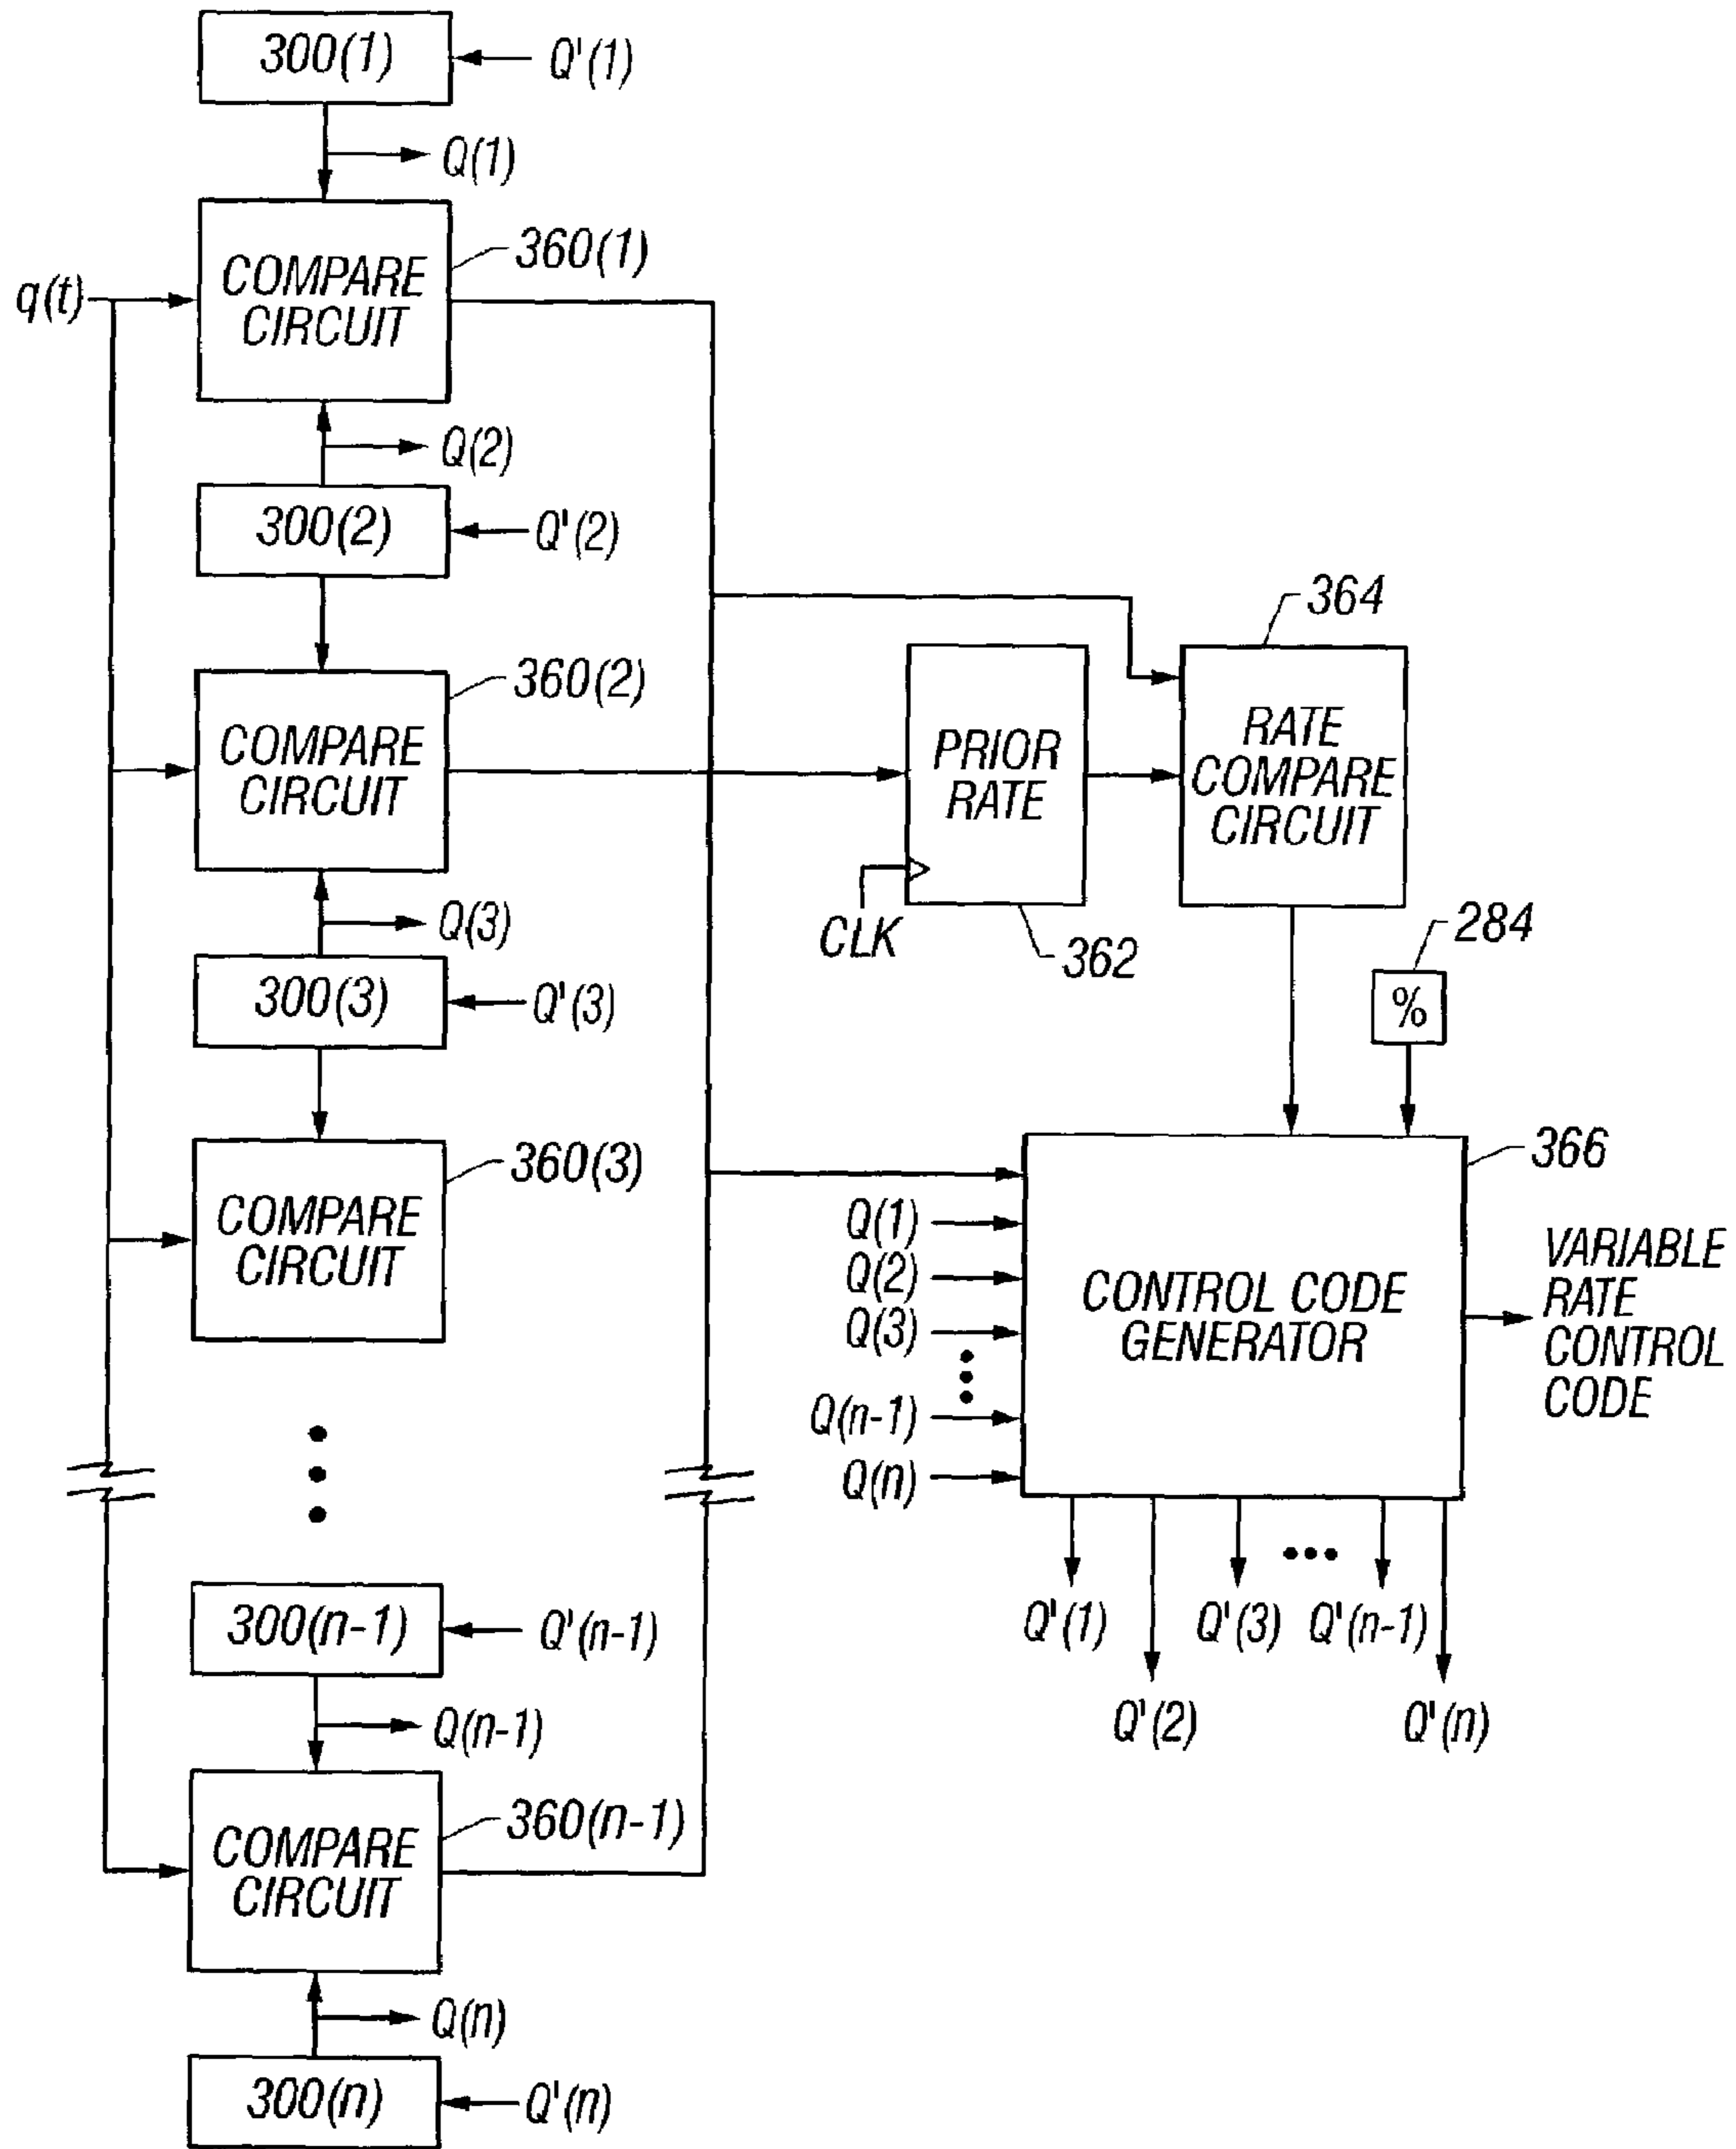 300(1)
Q'(1)
Q(1)
COMPARE
CIRCUIT
360(1)
q(t)
Q(2)
300(2)
Q'(2)
COMPARE
CIRCUIT
360(2)
Q(3)
300(3)
Q'(3)
COMPARE
CIRCUIT
360(3)
300(n-1)
Q'(n-1)
Q(n-1)
COMPARE
CIRCUIT
360(n-1)
Q(n)
300(n)
Q'(n)
PRIOR
RATE
CLK
362
364
RATE
COMPARE
CIRCUIT
284
%
366
Q(1)
Q(2)
Q(3)
Q(n-1)
Q(n)
CONTROL CODE
GENERATOR
VARIABLE
RATE
CONTROL
CODE
Q'(1)
Q'(3)
Q'(n-1)
Q'(2)
Q'(n)